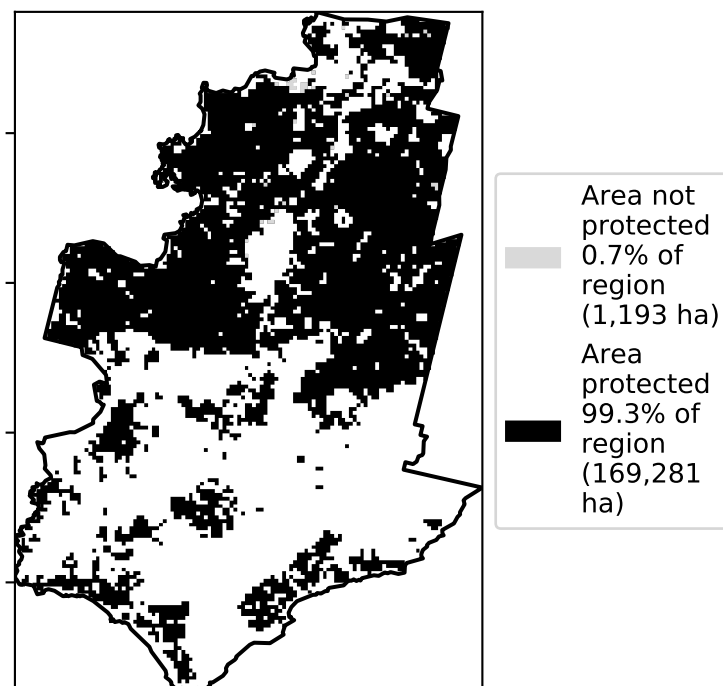 Area not
protected
0.7% of
region
(1,193 ha)
Area
protected
99.3% of
region
(169,281
ha)